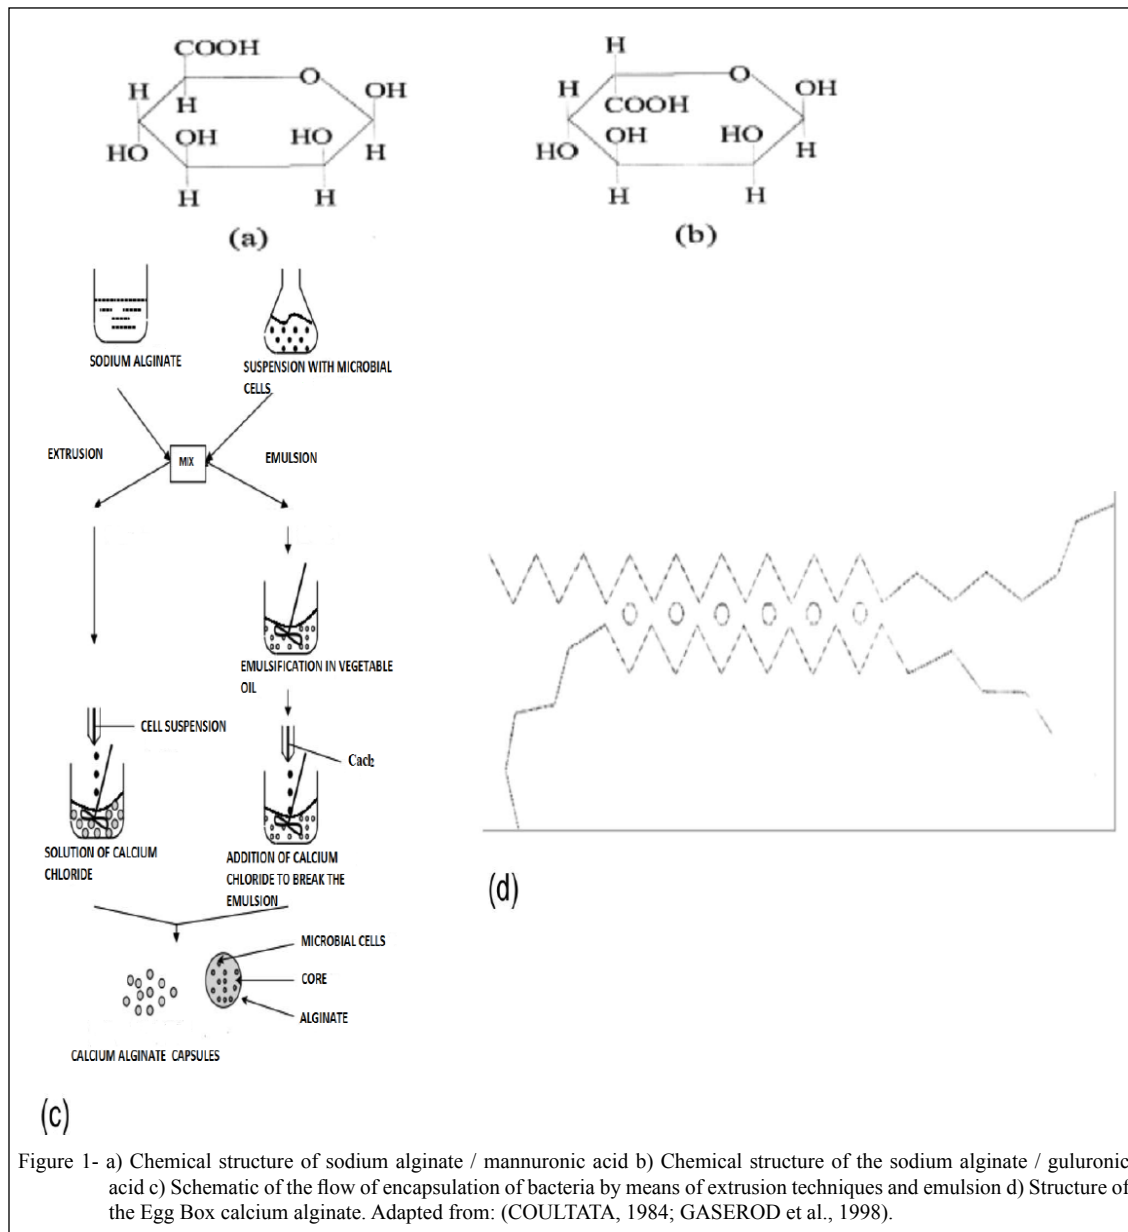 COOH
O
H
OH
H
OH
HO
HO
H
H
H
(a)
H
O
H
OH
COOH
OH
HO
HO
H
H
H
(b)
SODIUM ALGINATE
SUSPENSION WITH MICROBIAL
CELLS
EXTRUSION
MIX
EMULSION
EMULSIFICATION IN VEGETABLE
OIL
CELL SUSPENSION
Cacl₂
SOLUTION OF CALCIUM
CHLORIDE
ADDITION OF CALCIUM
CHLORIDE TO BREAK THE
EMULSION
MICROBIAL CELLS
CORE
ALGINATE
CALCIUM ALGINATE CAPSULES
(c)
(d)
Figure 1- a) Chemical structure of sodium alginate / mannuronic acid b) Chemical structure of the sodium alginate / guluronic
acid c) Schematic of the flow of encapsulation of bacteria by means of extrusion techniques and emulsion d) Structure of
the Egg Box calcium alginate. Adapted from: (COULTATA, 1984; GASEROD et al., 1998).